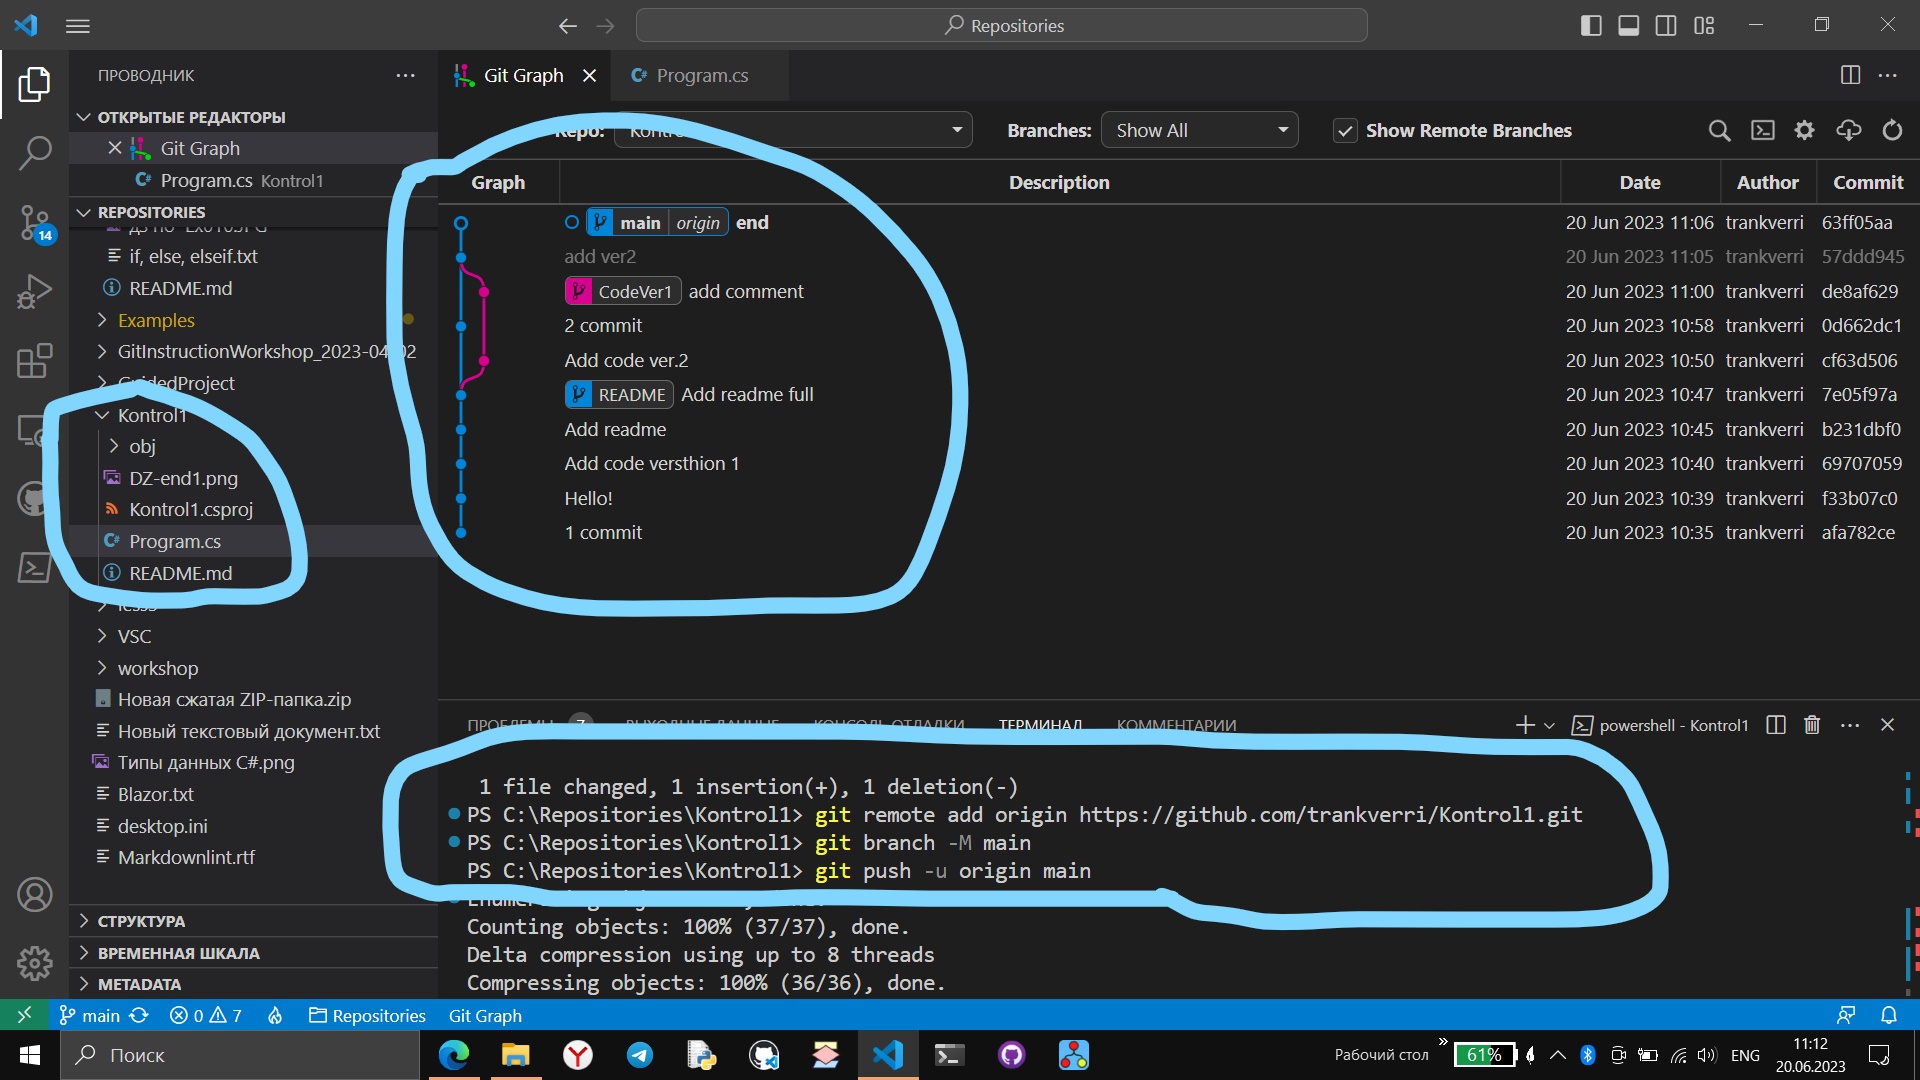 Repositories
ПРОВОДНИК
Git Graph
Program.cs
ОТКРЫТЫЕ РЕДАКТОРЫ
Git Graph
Program.cs Kontrol1
REPOSITORIES
if, else, elseif.txt
README.md
Examples
GitInstructionWorkshop_2023-04-02
GuidedProject
Kontrol1
obj
DZ-end1.png
Kontrol1.csproj
Program.cs
README.md
VSC
workshop
Новая сжатая ZIP-папка.zip
Новый текстовый документ.txt
Типы данных C#.png
Blazor.txt
desktop.ini
Markdownlint.rtf
СТРУКТУРА
ВРЕМЕННАЯ ШКАЛА
METADATA
14
Repo:
Branches: Show All
Show Remote Branches
Graph Description Date Author Commit
main origin end 20 Jun 2023 11:06 trankverri 63ff05aa
add ver2 20 Jun 2023 11:05 trankverri 57ddd945
CodeVer1 add comment 20 Jun 2023 11:00 trankverri de8af629
2 commit 20 Jun 2023 10:58 trankverri 0d662dc1
Add code ver.2 20 Jun 2023 10:50 trankverri cf63d506
README Add readme full 20 Jun 2023 10:47 trankverri 7e05f97a
Add readme 20 Jun 2023 10:45 trankverri b231dbf0
Add code versthion 1 20 Jun 2023 10:40 trankverri 69707059
Hello! 20 Jun 2023 10:39 trankverri f33b07c0
1 commit 20 Jun 2023 10:35 trankverri afa782ce
ПРОБЛЕМЫ 7 ВЫХОДНЫЕ ДАННЫЕ КОНСОЛЬ ОТЛАДКИ ТЕРМИНАЛ КОММЕНТАРИИ
powershell - Kontrol1
1 file changed, 1 insertion(+), 1 deletion(-)
PS C:\Repositories\Kontrol1> git remote add origin https://github.com/trankverri/Kontrol1.git
PS C:\Repositories\Kontrol1> git branch -M main
PS C:\Repositories\Kontrol1> git push -u origin main
Counting objects: 100% (37/37), done.
Delta compression using up to 8 threads
Compressing objects: 100% (36/36), done.
main 0 7 Repositories Git Graph
Поиск
Рабочий стол
61%
ENG
11:12
20.06.2023